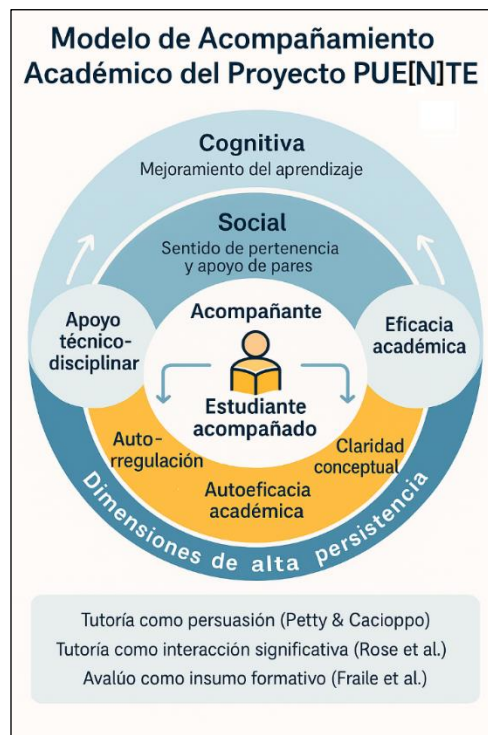 Modelo de Acompañamiento
Académico del Proyecto PUE[N]TE
Cognitiva
Mejoramiento del aprendizaje
Social
Sentido de pertenencia
y apoyo de pares
Apoyo
técnico-
disciplinar
Acompañante
Eficacia
académica
Estudiante
acompañado
Auto-
rregulación
Claridad
conceptual
Autoeficacia
académica
Dimensiones de alta persistencia
Tutoría como persuasión (Petty & Cacioppo)
Tutoría como interacción significativa (Rose et al.)
Avalúo como insumo formativo (Fraile et al.)